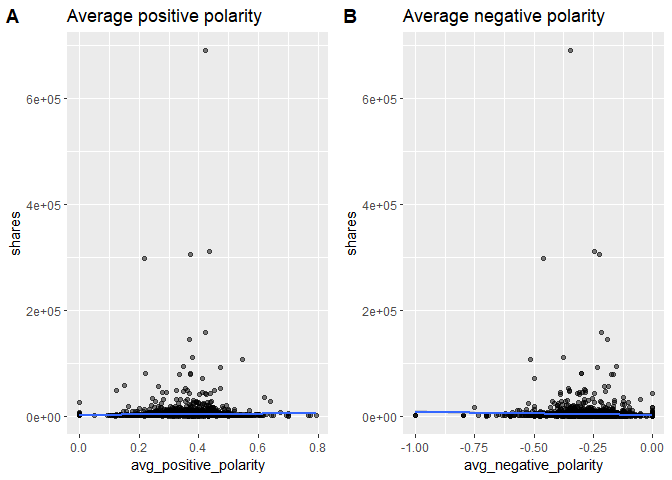 A Average positive polarity
shares
6e+05
4e+05
2e+05
0e+00
0.0 0.2 0.4 0.6 0.8
avg_positive_polarity
B Average negative polarity
shares
6e+05
4e+05
2e+05
0e+00
-1.00 -0.75 -0.50 -0.25 0.00
avg_negative_polarity